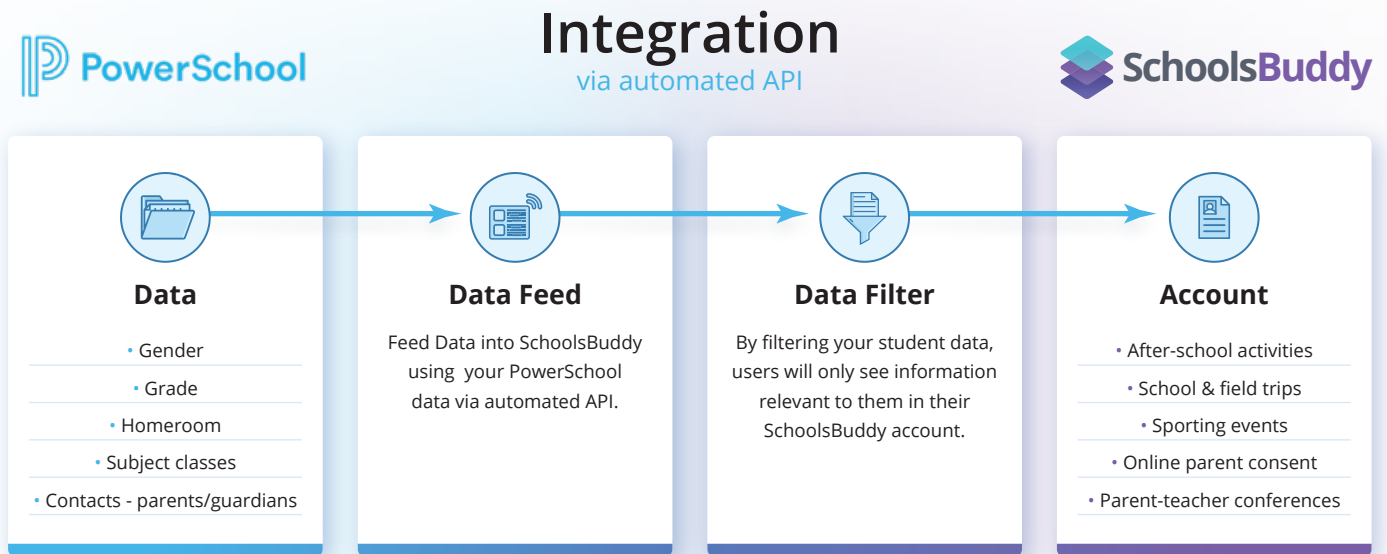 PowerSchool
Integration
via automated API
SchoolsBuddy
Data
• Gender
• Grade
• Homeroom
• Subject classes
• Contacts - parents/guardians
Data Feed
Feed Data into SchoolsBuddy
using your PowerSchool
data via automated API.
Data Filter
By filtering your student data,
users will only see information
relevant to them in their
SchoolsBuddy account.
Account
• After-school activities
• School & field trips
• Sporting events
• Online parent consent
• Parent-teacher conferences